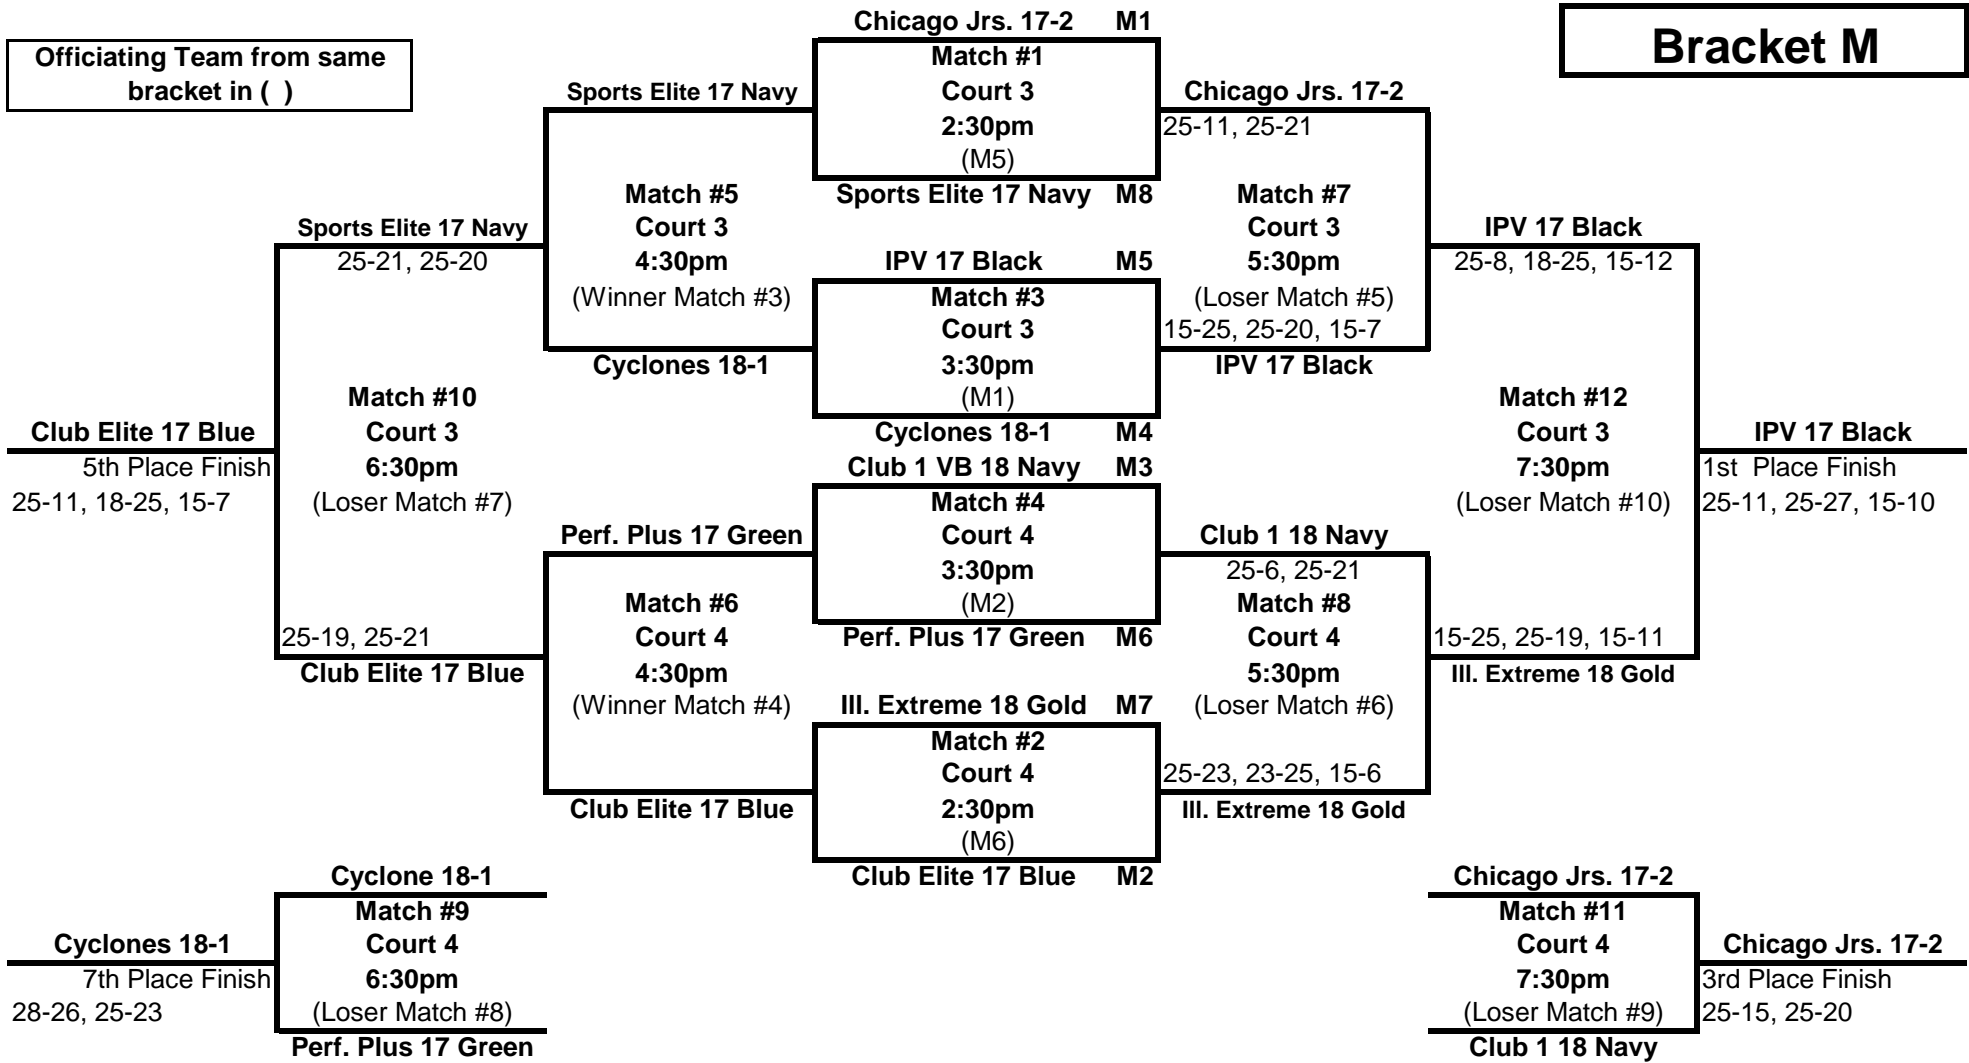 Chicago Jrs. 17-2 M1
Bracket M
Officiating Team from same
bracket in ( )
Match #1
Court 3
2:30pm
(M5)
Sports Elite 17 Navy M8
Sports Elite 17 Navy
Chicago Jrs. 17-2
25-11, 25-21
Match #5
Court 3
4:30pm
(Winner Match #3)
Match #7
Court 3
5:30pm
(Loser Match #5)
Sports Elite 17 Navy
25-21, 25-20
IPV 17 Black
25-8, 18-25, 15-12
IPV 17 Black M5
Match #3
Court 3
3:30pm
(M1)
Cyclones 18-1 M4
Cyclones 18-1
15-25, 25-20, 15-7
IPV 17 Black
Match #10
Court 3
6:30pm
(Loser Match #7)
Match #12
Court 3
7:30pm
(Loser Match #10)
Club Elite 17 Blue
5th Place Finish
25-11, 18-25, 15-7
IPV 17 Black
1st Place Finish
25-11, 25-27, 15-10
Club 1 VB 18 Navy M3
Match #4
Court 4
3:30pm
(M2)
Perf. Plus 17 Green M6
Perf. Plus 17 Green
Club 1 18 Navy
25-6, 25-21
Match #6
Court 4
4:30pm
(Winner Match #4)
Match #8
Court 4
5:30pm
(Loser Match #6)
25-19, 25-21
Club Elite 17 Blue
15-25, 25-19, 15-11
Ill. Extreme 18 Gold
Ill. Extreme 18 Gold M7
Match #2
Court 4
2:30pm
(M6)
Club Elite 17 Blue M2
Club Elite 17 Blue
25-23, 23-25, 15-6
Ill. Extreme 18 Gold
Cyclone 18-1
Match #9
Court 4
6:30pm
(Loser Match #8)
Perf. Plus 17 Green
Cyclones 18-1
7th Place Finish
28-26, 25-23
Chicago Jrs. 17-2
Match #11
Court 4
7:30pm
(Loser Match #9)
Club 1 18 Navy
Chicago Jrs. 17-2
3rd Place Finish
25-15, 25-20